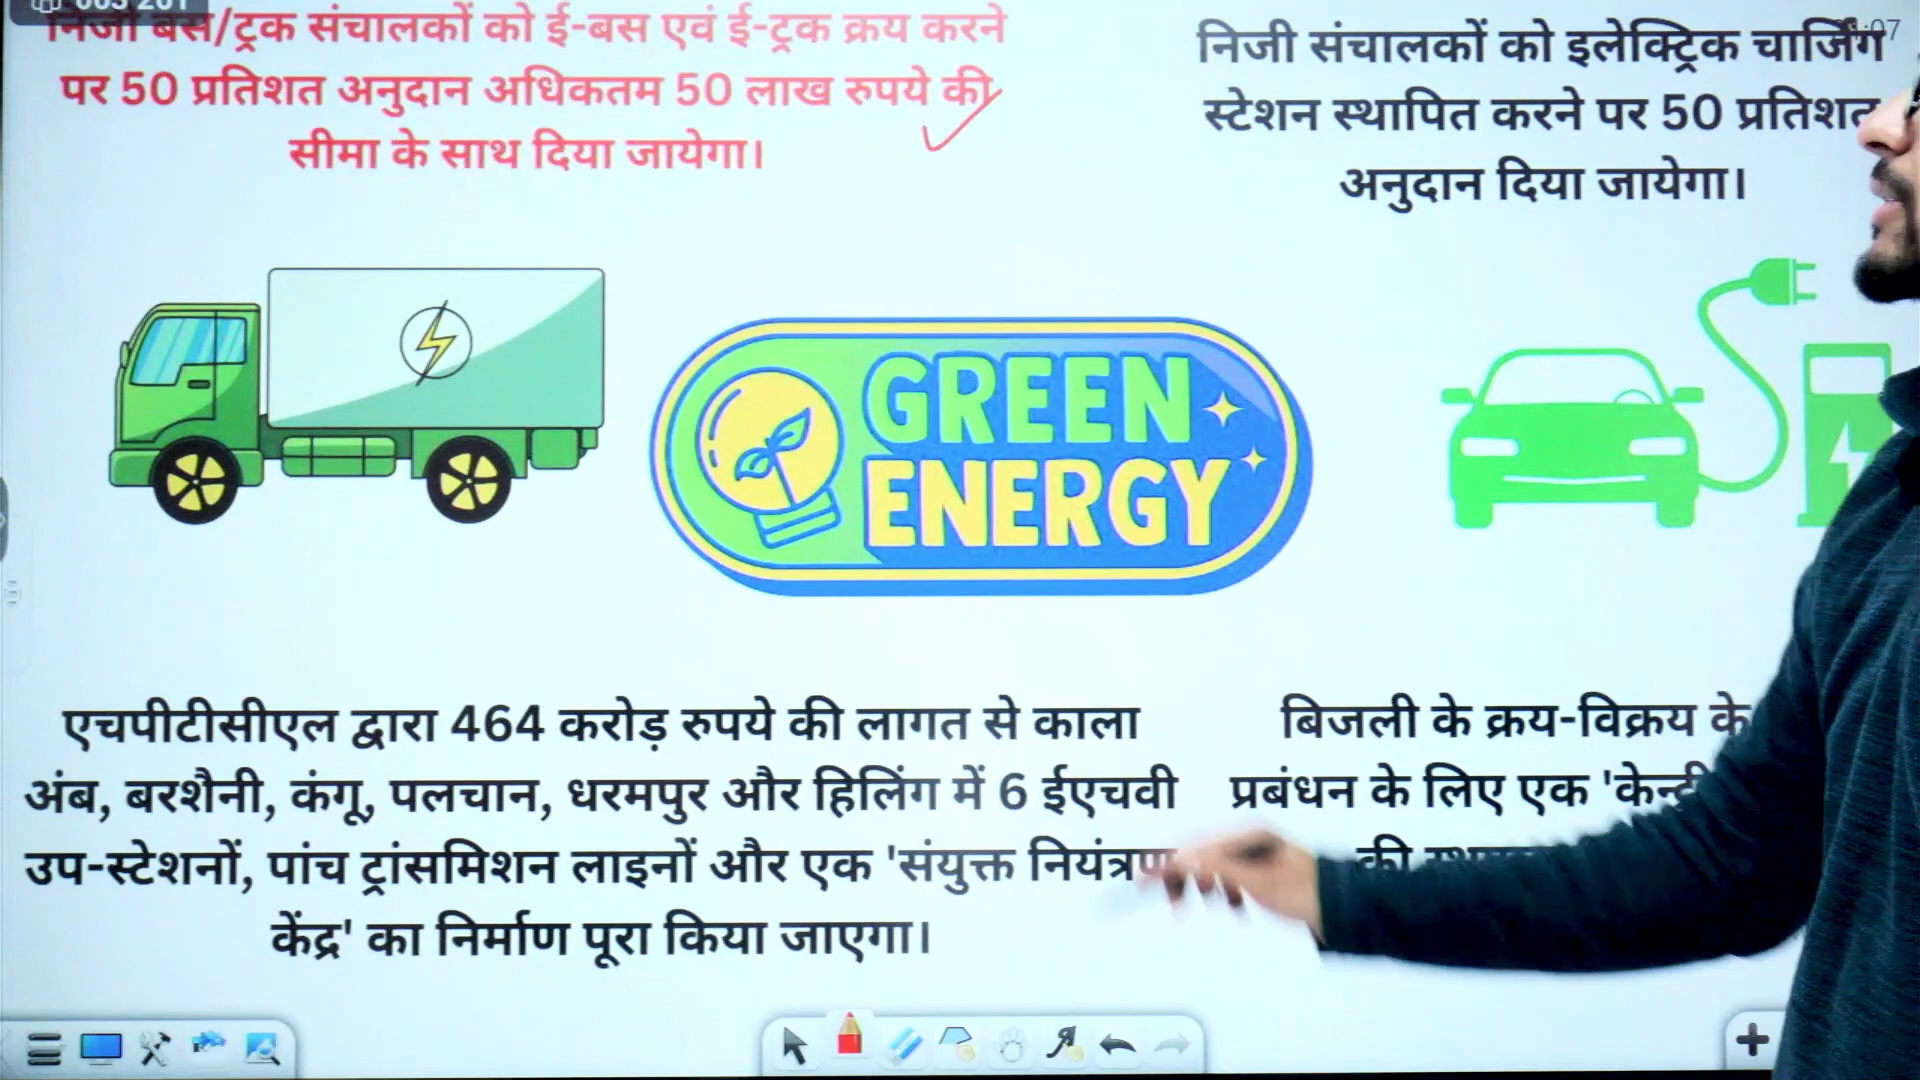 निजी बस/ट्रक संचालकों को ई-बस एवं ई-ट्रक क्रय करने
पर 50 प्रतिशत अनुदान अधिकतम 50 लाख रुपये की
सीमा के साथ दिया जायेगा।
निजी संचालकों को इलेक्ट्रिक चार्जिंग
स्टेशन स्थापित करने पर 50 प्रतिशत
अनुदान दिया जायेगा।
GREEN
ENERGY
एचपीटीसीएल द्वारा 464 करोड़ रुपये की लागत से काला
अंब, बरशैनी, कंगू, पलचान, धरमपुर और हिलिंग में 6 ईएचवी
उप-स्टेशनों, पांच ट्रांसमिशन लाइनों और एक 'संयुक्त नियंत्रण
केंद्र' का निर्माण पूरा किया जाएगा।
बिजली के क्रय-विक्रय के
प्रबंधन के लिए एक
की